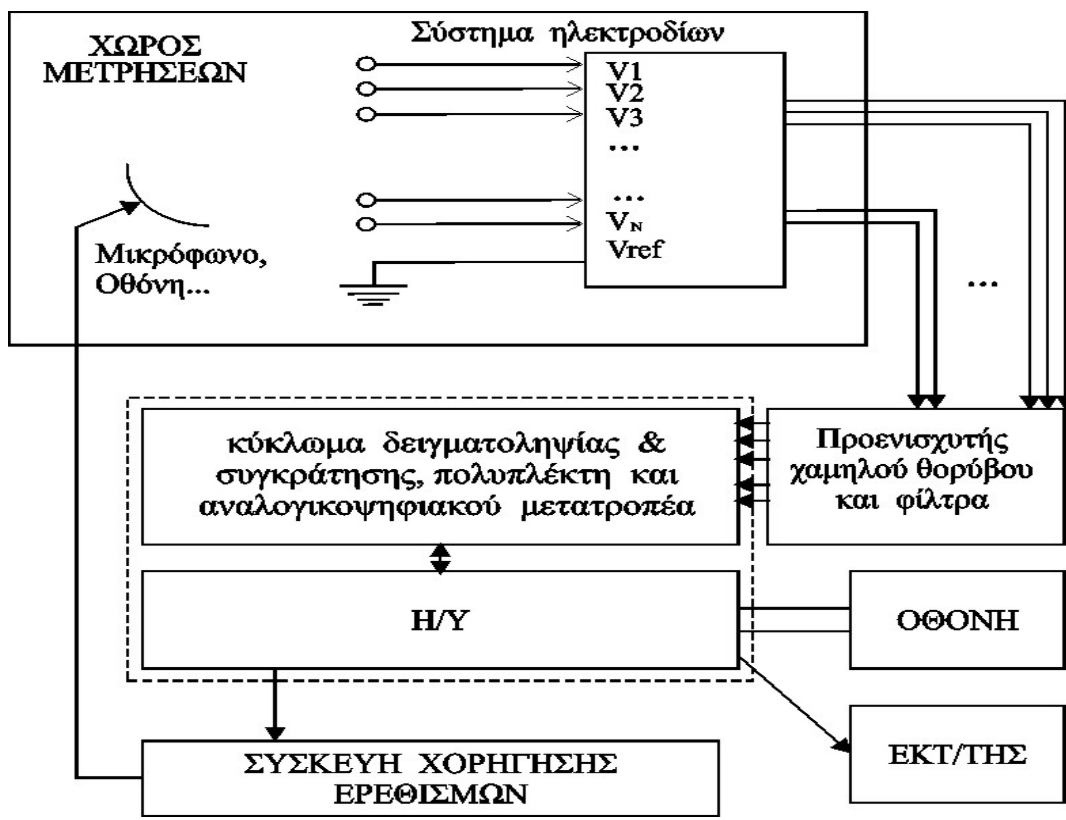 ΧΩΡΟΣ
ΜΕΤΡΗΣΕΩΝ
Σύστημα ηλεκτροδίων
V1
V2
V3
...
...
VN
Vref
Μικρόφωνο,
Οθόνη...
...
κύκλωμα δειγματοληψίας &
συγκράτησης, πολυπλέκτη και
αναλογικοψηφιακού μετατροπέα
Προενισχυτής
χαμηλού θορύβου
και φίλτρα
Η/Υ
ΟΘΟΝΗ
ΕΚΤ/ΤΗΣ
ΣΥΣΚΕΥΗ ΧΟΡΗΓΗΣΗΣ
ΕΡΕΘΙΣΜΩΝ